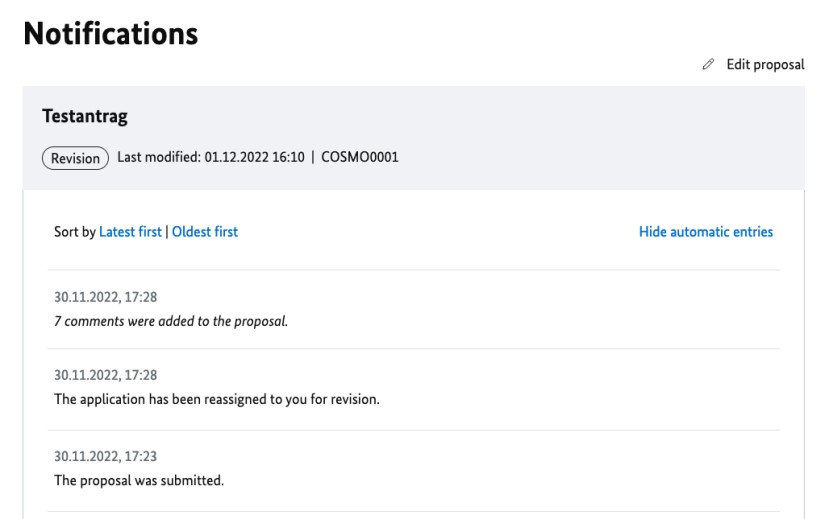 Notifications
Edit proposal
Testantrag
Revision Last modified: 01.12.2022 16:10 | COSMO0001
Sort by Latest first | Oldest first Hide automatic entries
30.11.2022, 17:28
7 comments were added to the proposal.
30.11.2022, 17:28
The application has been reassigned to you for revision.
30.11.2022, 17:23
The proposal was submitted.